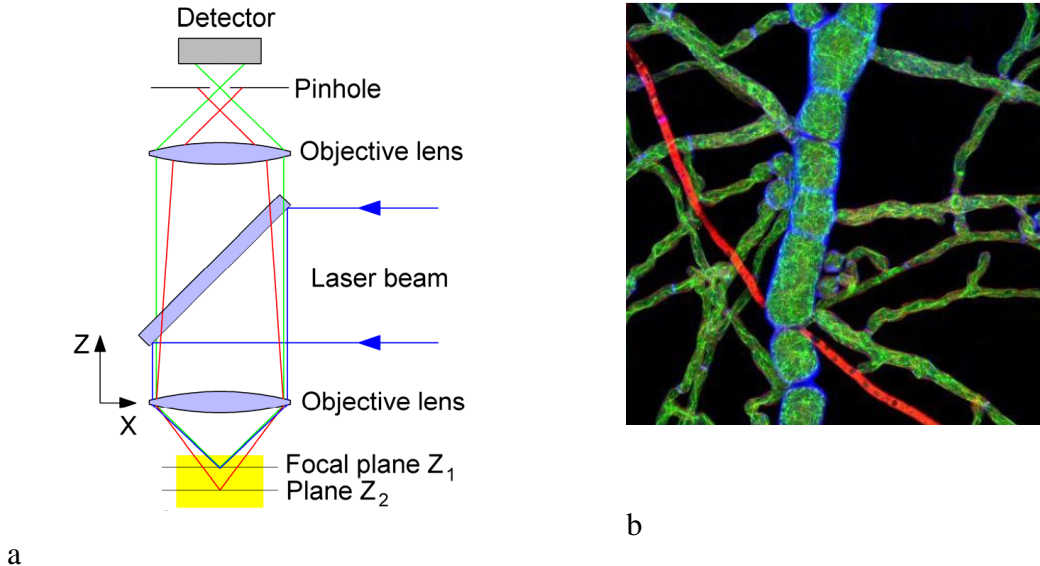 Detector
Pinhole
Objective lens
Laser beam
Z
X
Objective lens
Focal plane Z1
Plane Z2
a
b